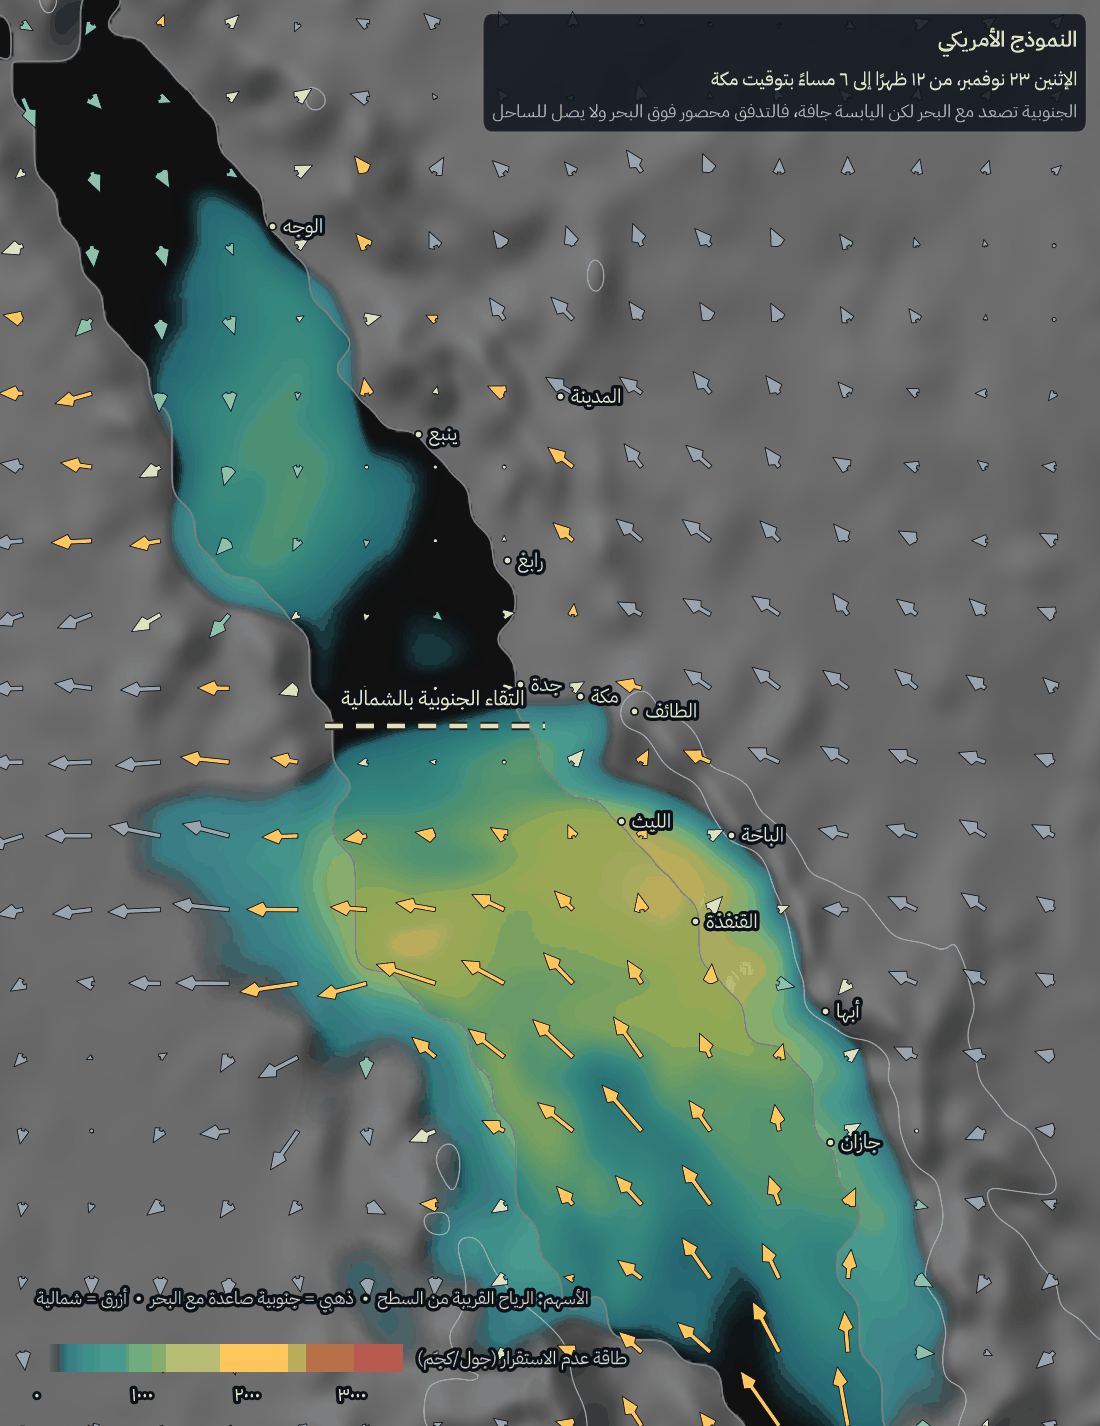 النموذج الأمريكي
الإثنين ٢٣ نوفمبر، من ١٢ ظهرًا إلى ٦ مساءً بتوقيت مكة
الجنوبية تصعد مع البحر لكن اليابسة جافة، فالتدفق محصور فوق البحر ولا يصل للساحل
الوجه
المدينة
ينبع
رابغ
جدة
مكة
الطائف
التقاء الجنوبية بالشمالية
الليث
الباحة
القنفذة
أبها
جازان
الأسهم: الرياح القريبة من السطح • ذهبي = جنوبية صاعدة مع البحر • أزرق = شمالية
طاقة عدم الاستقرار (جول/كجم)
٠ ١٠٠٠ ٢٠٠٠ ٣٠٠٠